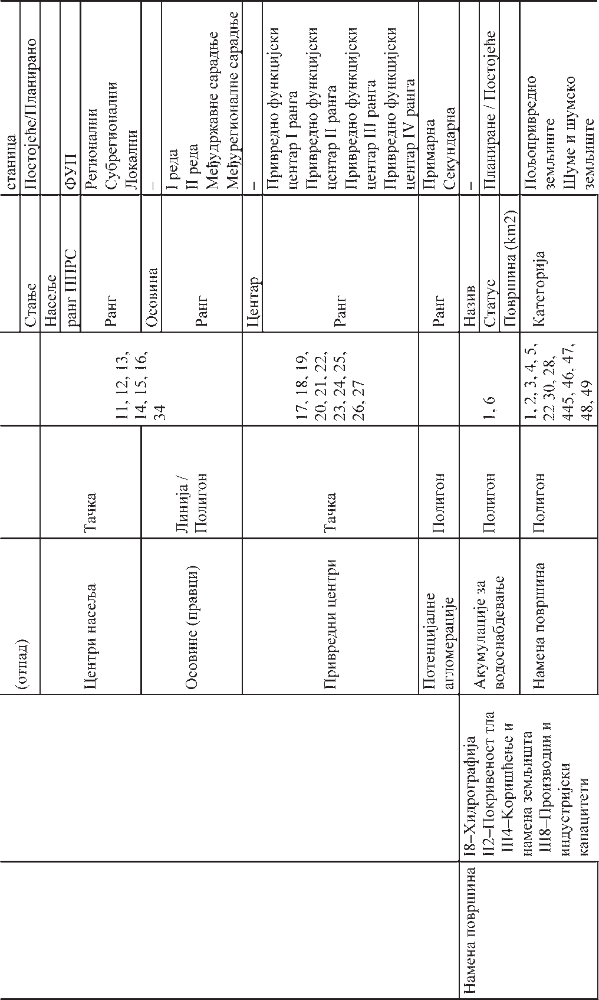 станица
(отпад)
Стање
Постојеће/Планирано
Центри насеља
Тачка
11, 12, 13,
14, 15, 16,
34
Насеље
ранг ППРС
ФУП
Ранг
Регионални
Субрегионални
Локални
Осовине (правци)
Линија /
Полигон
Осовина
–
Ранг
I реда
II реда
Међудржавне сарадње
Међурегионалне сарадње
Привредни центри
Тачка
17, 18, 19,
20, 21, 22,
23, 24, 25,
26, 27
Центар
–
Ранг
Привредно функцијски
центар I ранга
Привредно функцијски
центар II ранга
Привредно функцијски
центар III ранга
Привредно функцијски
центар IV ранга
Потенцијалне
агломерације
Полигон
Ранг
Примарна
Секундарна
Намена површина
I8–Хидрографија
II2–Покривеност тла
III4–Коришћење и
намена земљишта
III8–Производни и
индустријски
капацитети
Акумулације за
водоснабдевање
Полигон
1, 6
Назив
–
Статус
Планиране / Постојеће
Површина (km2)
Намена површина
Полигон
1, 2, 3, 4, 5,
22 30, 28,
445, 46, 47,
48, 49
Категорија
Пољопривредно
земљиште
Шуме и шумско
земљиште